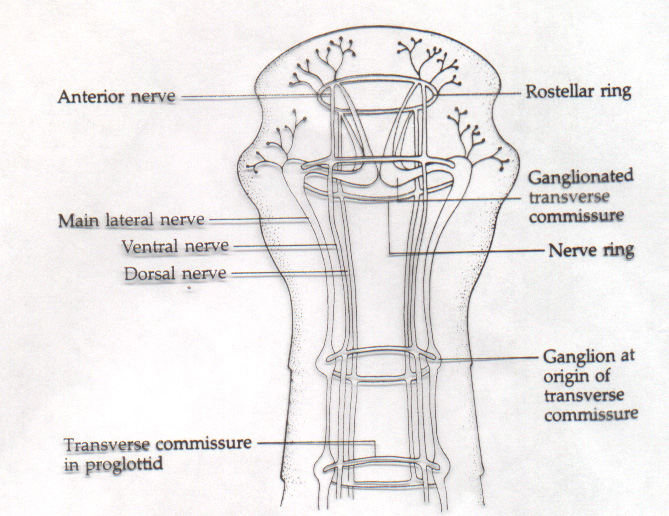 Anterior nerve
Rostellar ring
Ganglionated
transverse
commissure
Main lateral nerve
Ventral nerve
Nerve ring
Dorsal nerve
Ganglion at
origin of
transverse
commissure
Transverse commissure
in proglottid